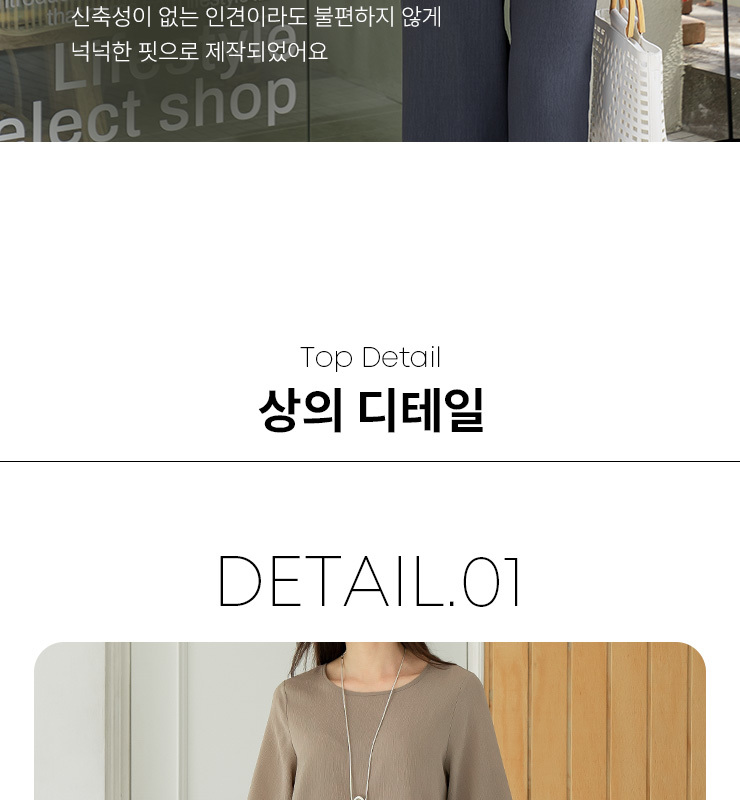 신축성이 없는 인견이라도 불편하지 않게
넉넉한 핏으로 제작되었어요
Lifestyle
elect shop
Top Detail
상의 디테일
DETAIL.01